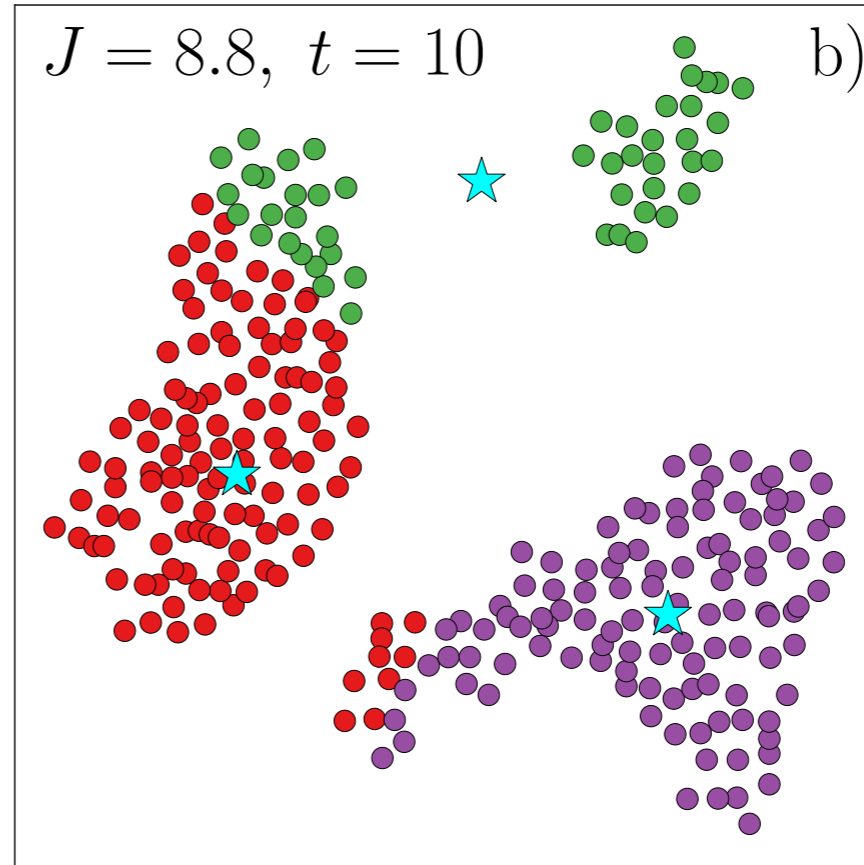 J = 8.8, t = 10 b)